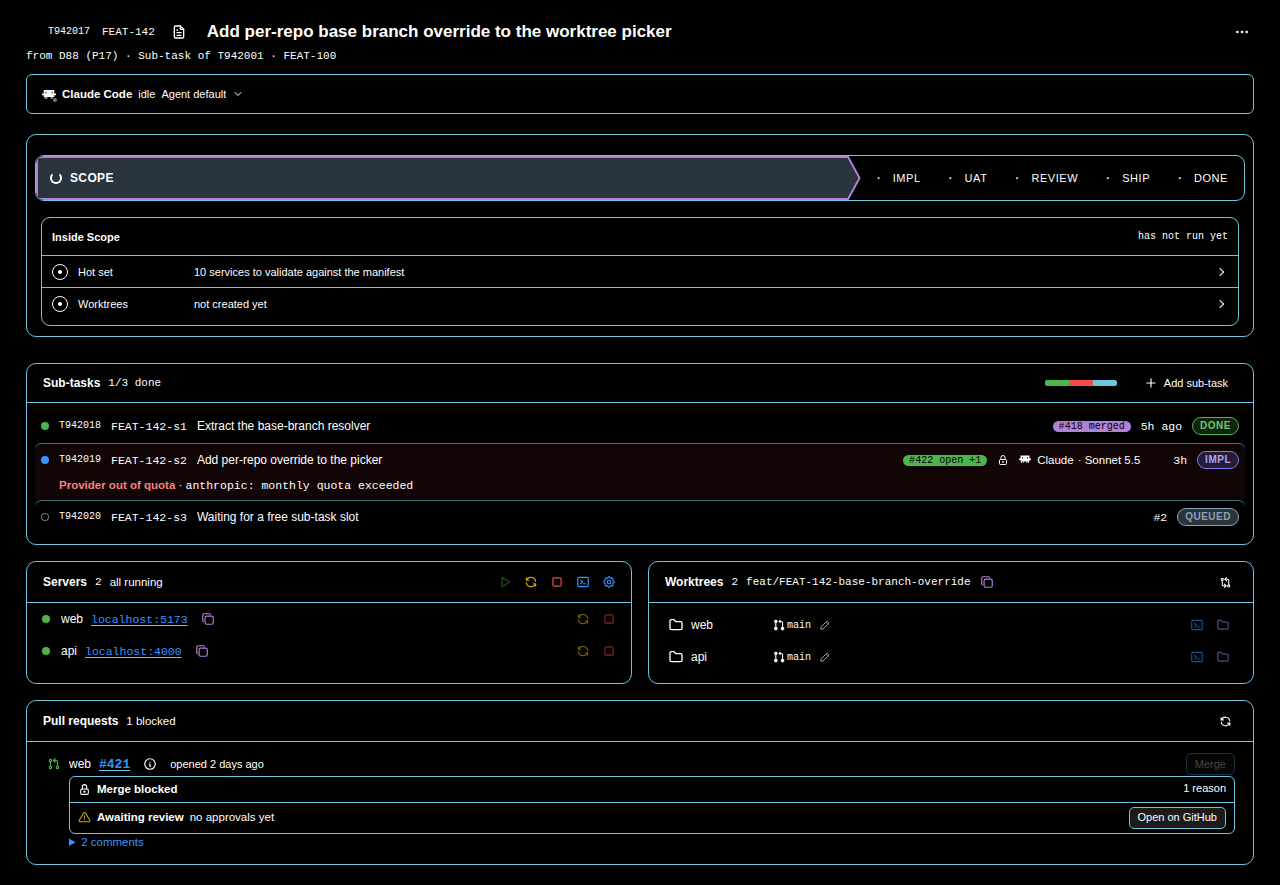 T942017 FEAT-142 Add per-repo base branch override to the worktree picker
from D88 (P17) · Sub-task of T942001 · FEAT-100
Claude Code idle Agent default
SCOPE · IMPL · UAT · REVIEW · SHIP · DONE
Inside Scope has not run yet
Hot set 10 services to validate against the manifest
Worktrees not created yet
Sub-tasks 1/3 done Add sub-task
T942018 FEAT-142-s1 Extract the base-branch resolver #418 merged 5h ago DONE
T942019 FEAT-142-s2 Add per-repo override to the picker #422 open +1 Claude · Sonnet 5.5 3h IMPL
Provider out of quota · anthropic: monthly quota exceeded
T942020 FEAT-142-s3 Waiting for a free sub-task slot #2 QUEUED
Servers 2 all running
web localhost:5173
api localhost:4000
Worktrees 2 feat/FEAT-142-base-branch-override
web main
api main
Pull requests 1 blocked
web #421 opened 2 days ago Merge
Merge blocked 1 reason
Awaiting review no approvals yet Open on GitHub
2 comments